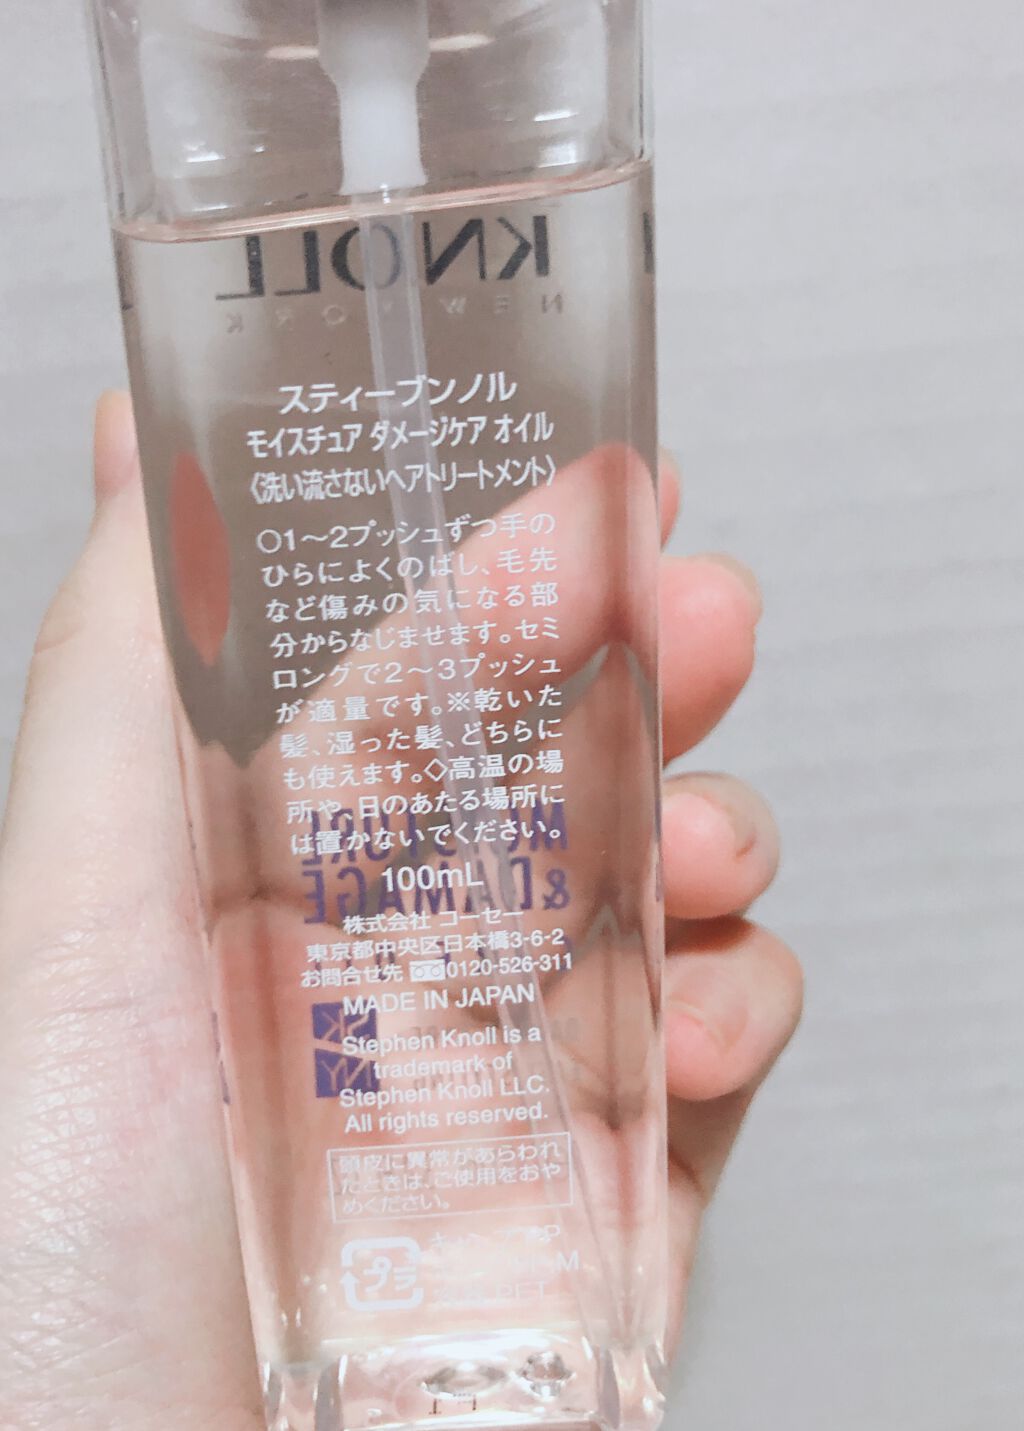 KNOLL
NEW YORK
スティーブンノル
モイスチュア ダメージケア オイル
〈洗い流さないヘアトリートメント〉
○1〜2プッシュずつ手の
ひらによくのばし、毛先
など傷みの気になる部
分からなじませます。セミ
ロングで2〜3プッシュ
が適量です。※乾いた
髪、湿った髪、どちらに
も使えます。◇高温の場
所や、日のあたる場所に
は置かないでください。
MOISTURE
&DAMAGE
100mL
株式会社 コーセー
東京都中央区日本橋3-6-2
お問合せ先 0120-526-311
MADE IN JAPAN
SK
NY
Stephen Knoll is a
trademark of
Stephen Knoll LLC.
All rights reserved.
頭皮に異常があらわれ
たときは、ご使用をおや
めください。
プラ